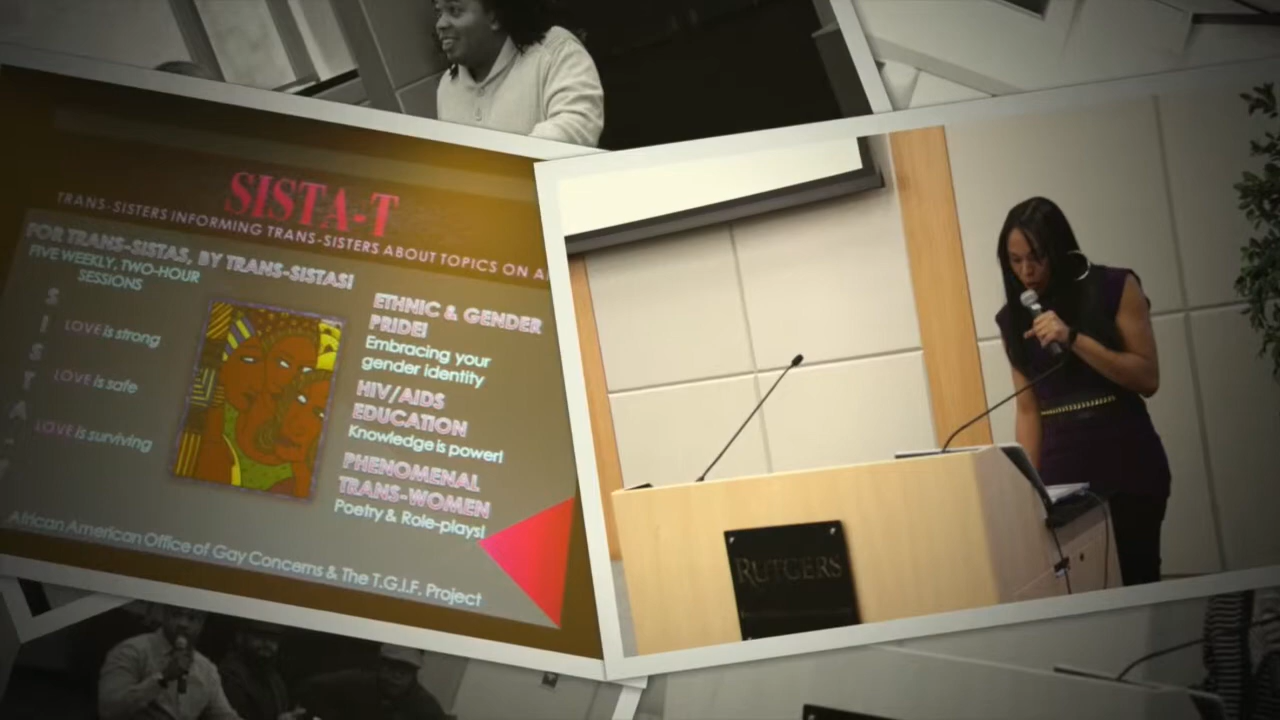 SISTA-T
TRANS-SISTERS INFORMING TRANS-SISTERS ABOUT TOPICS ON
FOR TRANS-SISTAS, BY TRANS-SISTAS!
FIVE WEEKLY, TWO-HOUR
SESSIONS
S
I
S
T
A
LOVE is strong
LOVE is safe
LOVE is surviving
ETHNIC & GENDER
PRIDE!
Embracing your
gender identity
HIV/AIDS
EDUCATION
Knowledge is power!
PHENOMENAL
TRANS-WOMEN
Poetry & Role-plays!
African American Office of Gay Concerns & The T.G.I.F. Project
RUTGERS